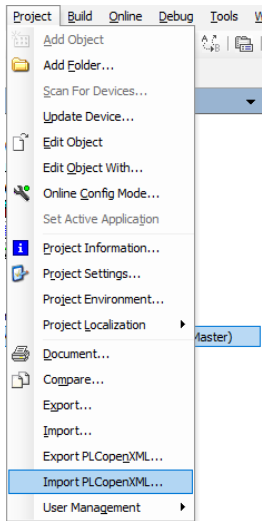 Project Build Online Debug Tools
Add Object
Add Folder...
Scan For Devices...
Update Device...
Edit Object
Edit Object With...
Online Config Mode...
Set Active Application
Project Information...
Project Settings...
Project Environment...
Project Localization
Master)
Document...
Compare...
Export...
Import...
Export PLCopenXML...
Import PLCopenXML...
User Management